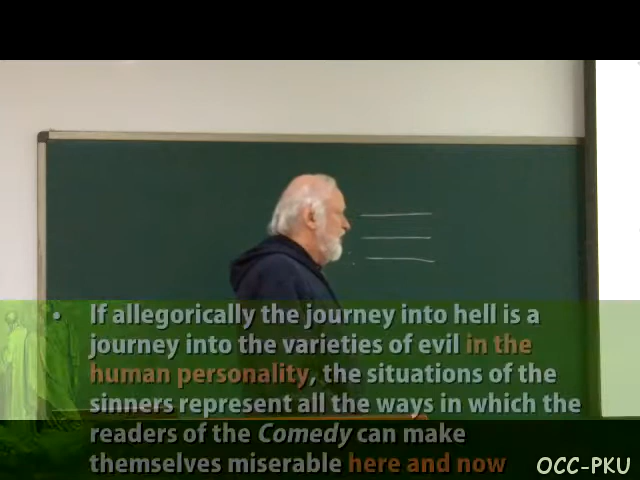 • If allegorically the journey into hell is a
journey into the varieties of evil in the
human personality, the situations of the
sinners represent all the ways in which the
readers of the Comedy can make
themselves miserable here and now
OCC-PKU